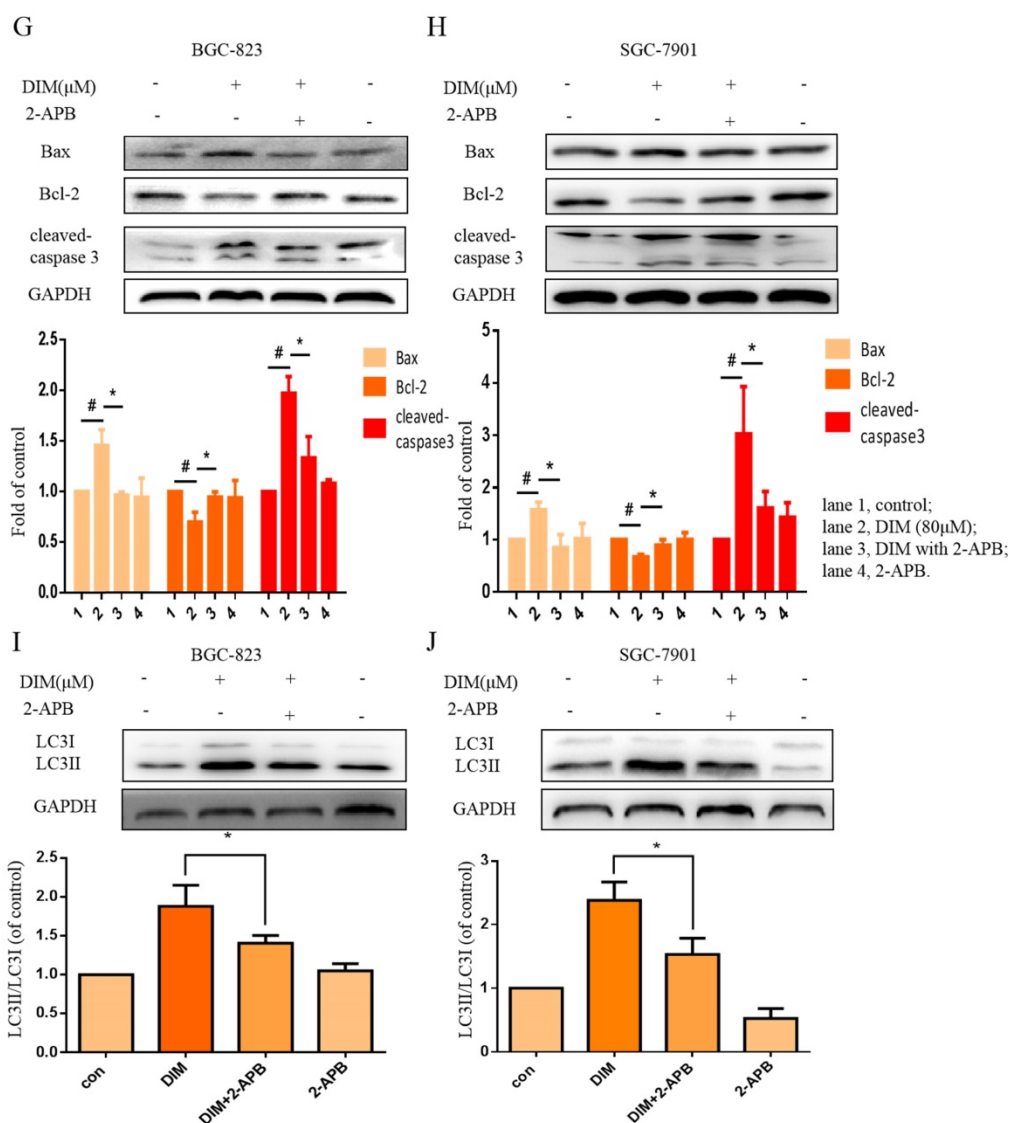 G
BGC-823
DIM(μM) - + + -
2-APB - - + -
Bax
Bcl-2
cleaved-
caspase 3
GAPDH
2.5
2.0
1.5
1.0
0.5
0.0
Fold of control
# * # * # *
1 2 3 4 1 2 3 4 1 2 3 4
Bax
Bcl-2
cleaved-
caspase3
H
SGC-7901
DIM(μM) - + + -
2-APB - - + -
Bax
Bcl-2
cleaved-
caspase 3
GAPDH
5
4
3
2
1
0
Fold of control
# * # * # *
1 2 3 4 1 2 3 4 1 2 3 4
Bax
Bcl-2
cleaved-
caspase3
lane 1, control;
lane 2, DIM (80μM);
lane 3, DIM with 2-APB;
lane 4, 2-APB.
I
BGC-823
DIM(μM) - + + -
2-APB - - + -
LC3I
LC3II
GAPDH
*
2.5
2.0
1.5
1.0
0.5
0.0
LC3II/LC3I (of control)
con DIM DIM+2-APB 2-APB
J
SGC-7901
DIM(μM) - + + -
2-APB - - + -
LC3I
LC3II
GAPDH
*
3
2
1
0
LC3II/LC3I (of control)
con DIM DIM+2-APB 2-APB